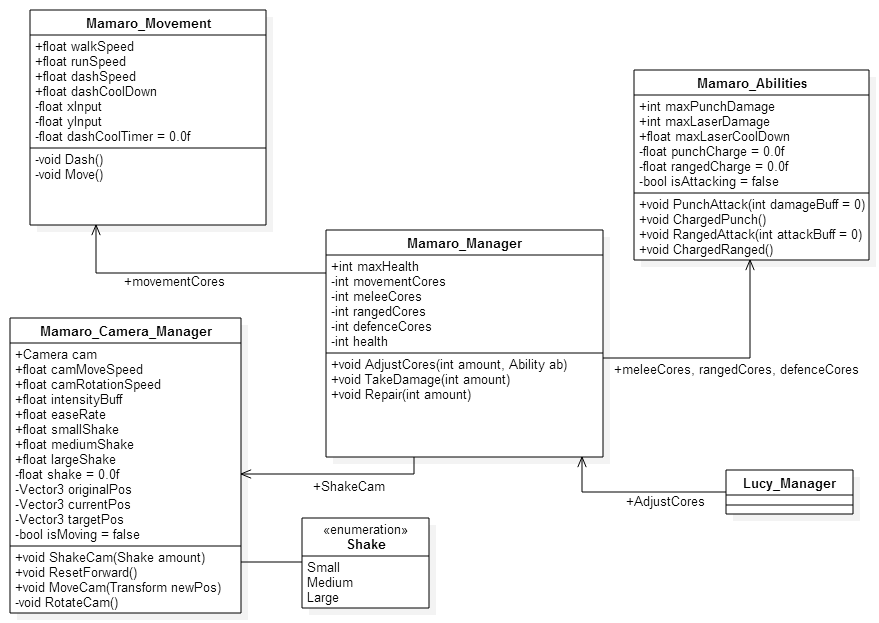 Mamaro_Movement
+float walkSpeed
+float runSpeed
+float dashSpeed
+float dashCoolDown
-float xInput
-float yInput
-float dashCoolTimer = 0.0f
-void Dash()
-void Move()
Mamaro_Abilities
+int maxPunchDamage
+int maxLaserDamage
+float maxLaserCoolDown
-float punchCharge = 0.0f
-float rangedCharge = 0.0f
-bool isAttacking = false
+void PunchAttack(int damageBuff = 0)
+void ChargedPunch()
+void RangedAttack(int attackBuff = 0)
+void ChargedRanged()
Mamaro_Manager
+int maxHealth
-int movementCores
-int meleeCores
-int rangedCores
-int defenceCores
-int health
+void AdjustCores(int amount, Ability ab)
+void TakeDamage(int amount)
+void Repair(int amount)
+movementCores
+meleeCores, rangedCores, defenceCores
Mamaro_Camera_Manager
+Camera cam
+float camMoveSpeed
+float camRotationSpeed
+float intensityBuff
+float easeRate
+float smallShake
+float mediumShake
+float largeShake
-float shake = 0.0f
-Vector3 originalPos
-Vector3 currentPos
-Vector3 targetPos
-bool isMoving = false
+void ShakeCam(Shake amount)
+void ResetForward()
+void MoveCam(Transform newPos)
-void RotateCam()
+ShakeCam
+AdjustCores
Lucy_Manager
«enumeration»
Shake
Small
Medium
Large